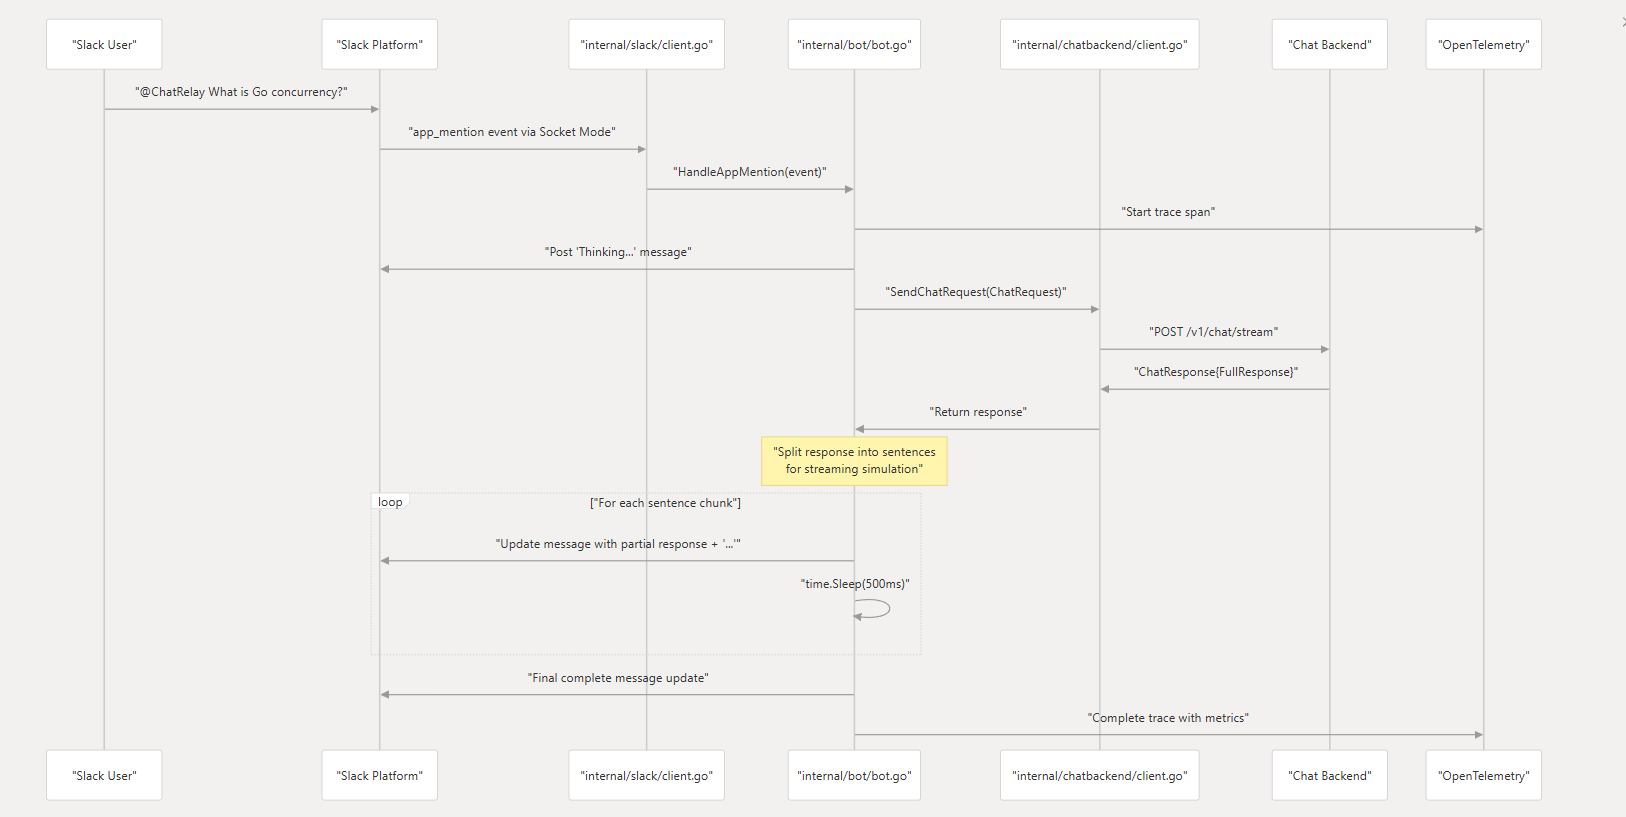 "Slack User"
"Slack Platform"
"internal/slack/client.go"
"internal/bot/bot.go"
"internal/chatbackend/client.go"
"Chat Backend"
"OpenTelemetry"
"@ChatRelay What is Go concurrency?"
"app_mention event via Socket Mode"
"HandleAppMention(event)"
"Start trace span"
"Post 'Thinking...' message"
"SendChatRequest(ChatRequest)"
"POST /v1/chat/stream"
"ChatResponse{FullResponse}"
"Return response"
"Split response into sentences
for streaming simulation"
loop
["For each sentence chunk"]
"Update message with partial response + '...'"
"time.Sleep(500ms)"
"Final complete message update"
"Complete trace with metrics"
"Slack User"
"Slack Platform"
"internal/slack/client.go"
"internal/bot/bot.go"
"internal/chatbackend/client.go"
"Chat Backend"
"OpenTelemetry"